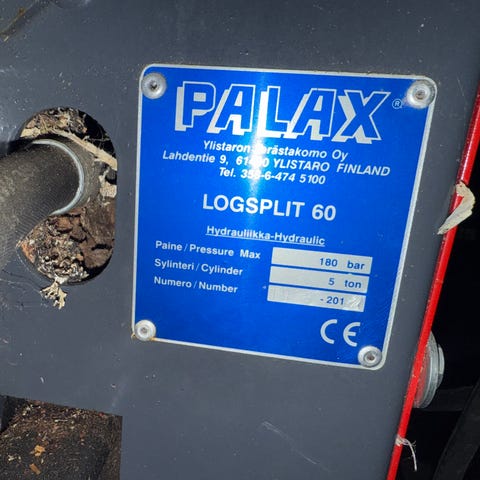 PALAX ®
Ylistaron Terästakomo Oy
Lahdentie 9, YLISTARO FINLAND
Tel. 358-6-474 5100
LOGSPLIT 60
Hydrauliikka-Hydraulic
Paine / Pressure Max 180 bar
Sylinteri / Cylinder 5 ton
Numero / Number -201
CE